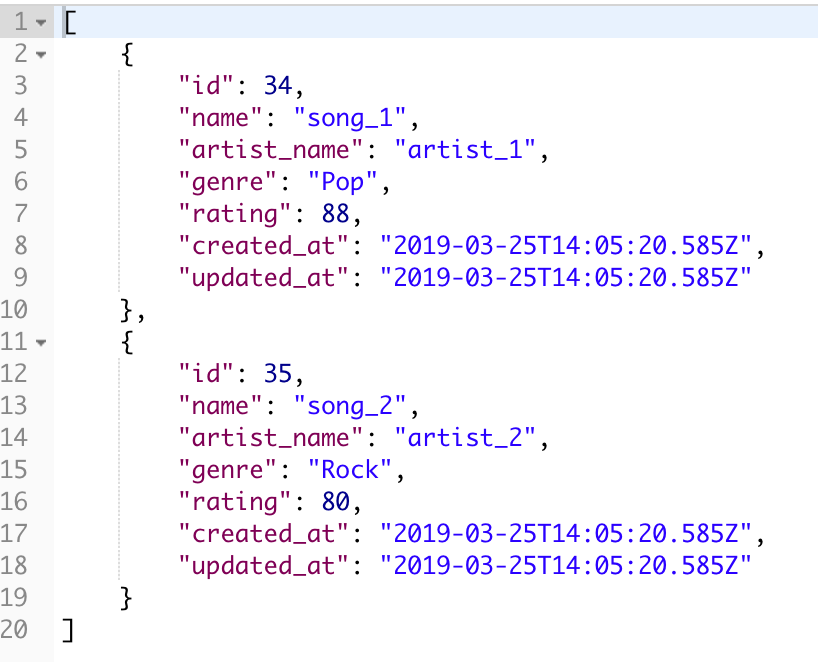 1 [
2 {
3 "id": 34,
4 "name": "song_1",
5 "artist_name": "artist_1",
6 "genre": "Pop",
7 "rating": 88,
8 "created_at": "2019-03-25T14:05:20.585Z",
9 "updated_at": "2019-03-25T14:05:20.585Z"
10 },
11 {
12 "id": 35,
13 "name": "song_2",
14 "artist_name": "artist_2",
15 "genre": "Rock",
16 "rating": 80,
17 "created_at": "2019-03-25T14:05:20.585Z",
18 "updated_at": "2019-03-25T14:05:20.585Z"
19 }
20 ]